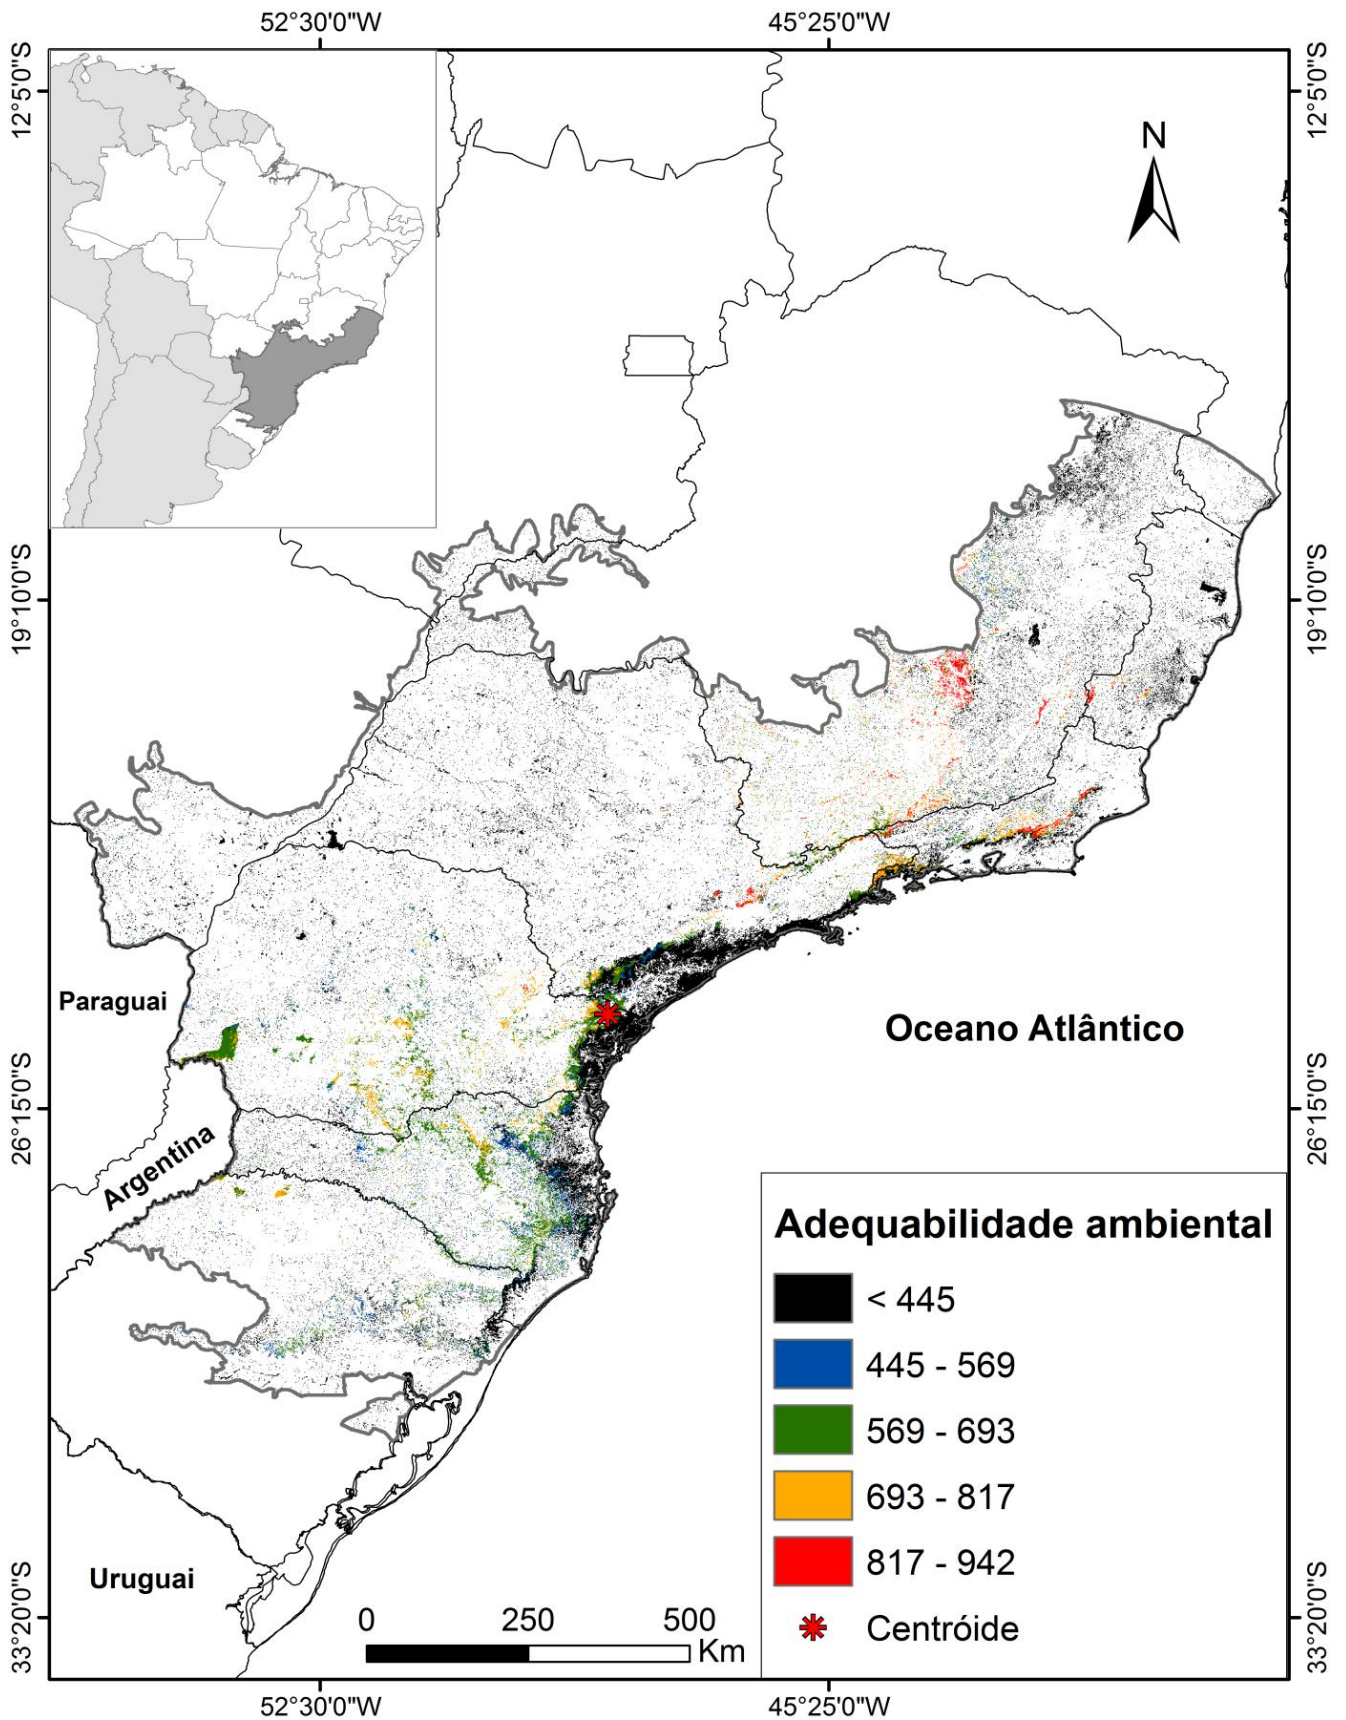 52°30'0"W
45°25'0"W
12°5'0"S
12°5'0"S
N
19°10'0"S
19°10'0"S
Paraguai
Oceano Atlântico
26°15'0"S
26°15'0"S
Argentina
Adequabilidade ambiental
< 445
445 - 569
569 - 693
693 - 817
817 - 942
Centróide
Uruguai
0 250 500
Km
33°20'0"S
33°20'0"S
52°30'0"W
45°25'0"W